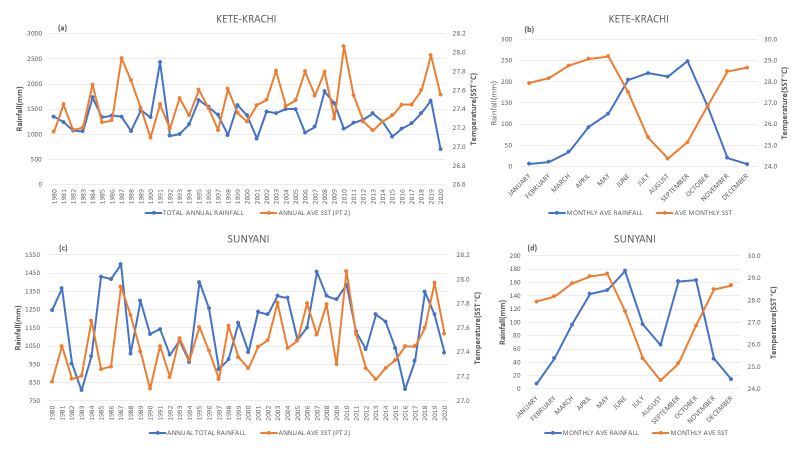 KETE-KRACHI
(a)
Rainfall(mm)
3000
2500
2000
1500
1000
500
0
28.2
28.0
27.8
27.6
27.4
27.2
27.0
26.8
26.6
Temperature(SST °C)
1980 1981 1982 1983 1984 1985 1986 1987 1988 1989 1990 1991 1992 1993 1994 1995 1996 1997 1998 1999 2000 2001 2002 2003 2004 2005 2006 2007 2008 2009 2010 2011 2012 2013 2014 2015 2016 2017 2018 2019 2020
TOTAL ANNUAL RAINFALL
ANNUAL AVE SST (PT 2)
KETE-KRACHI
(b)
Rainfall(mm)
300
250
200
150
100
50
0
30.0
29.0
28.0
27.0
26.0
25.0
24.0
Temperature(SST °C)
JANUARY FEBRUARY MARCH APRIL MAY JUNE JULY AUGUST SEPTEMBER OCTOBER NOVEMBER DECEMBER
MONTHLY AVE RAINFALL
AVE MONTHLY SST
SUNYANI
(c)
Rainfall(mm)
1550
1450
1350
1250
1150
1050
950
850
750
28.2
28.0
27.8
27.6
27.4
27.2
27.0
Temperature(SST °C)
1980 1981 1982 1983 1984 1985 1986 1987 1988 1989 1990 1991 1992 1993 1994 1995 1996 1997 1998 1999 2000 2001 2002 2003 2004 2005 2006 2007 2008 2009 2010 2011 2012 2013 2014 2015 2016 2017 2018 2019 2020
ANNUAL TOTAL RAINFALL
ANNUAL AVE SST (PT 2)
SUNYANI
(d)
Rainfall(mm)
200
180
160
140
120
100
80
60
40
20
0
30.0
29.0
28.0
27.0
26.0
25.0
24.0
Temperature(SST °C)
JANUARY FEBRUARY MARCH APRIL MAY JUNE JULY AUGUST SEPTEMBER OCTOBER NOVEMBER DECEMBER
MONTHLY AVE RAINFALL
MONTHLY AVE SST